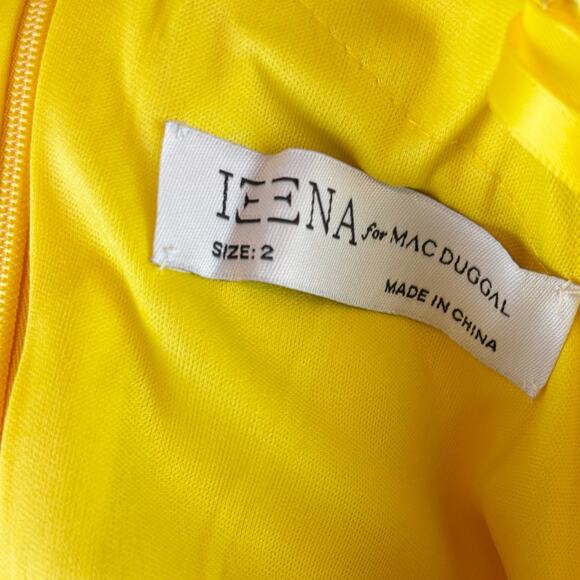 IEENA for MAC DUGGAL
SIZE: 2
MADE IN CHINA